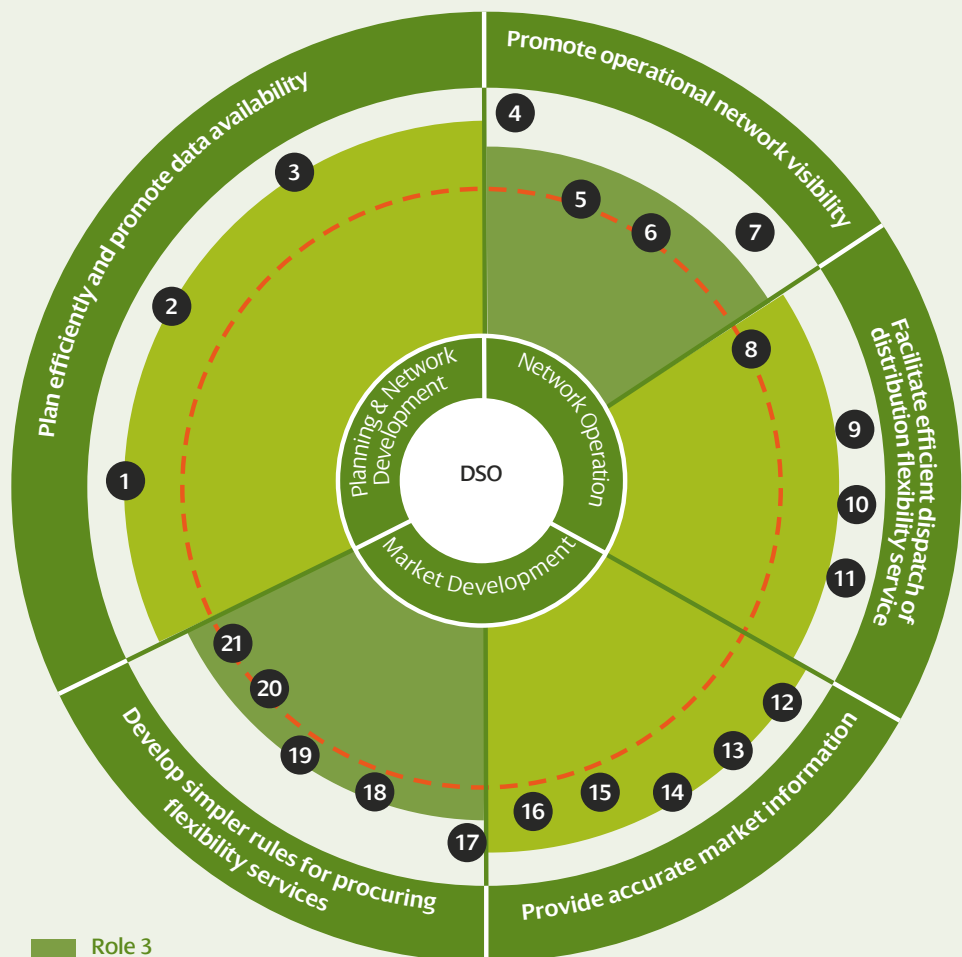 Plan efficiently and promote data availability
Promote operational network visibility
Facilitate efficient dispatch of
distribution flexibility service
Provide accurate market information
Develop simpler rules for procuring
flexibility services
Planning & Network
Development
Network Operation
Market Development
DSO
1
2
3
4
5
6
7
8
9
10
11
12
13
14
15
16
17
18
19
20
21
Role 3